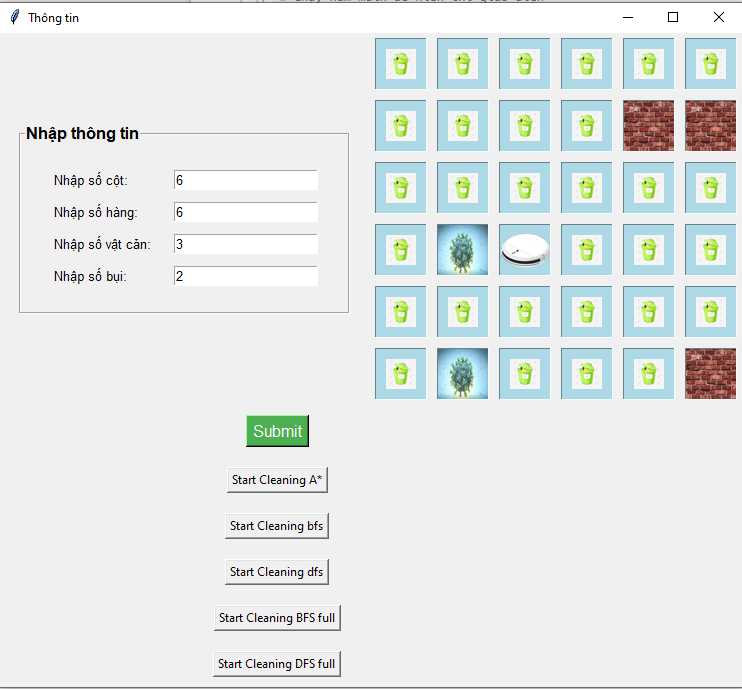 Thông tin
Nhập thông tin
Nhập số cột:
6
Nhập số hàng:
6
Nhập số vật cản:
3
Nhập số bụi:
2
Submit
Start Cleaning A*
Start Cleaning bfs
Start Cleaning dfs
Start Cleaning BFS full
Start Cleaning DFS full